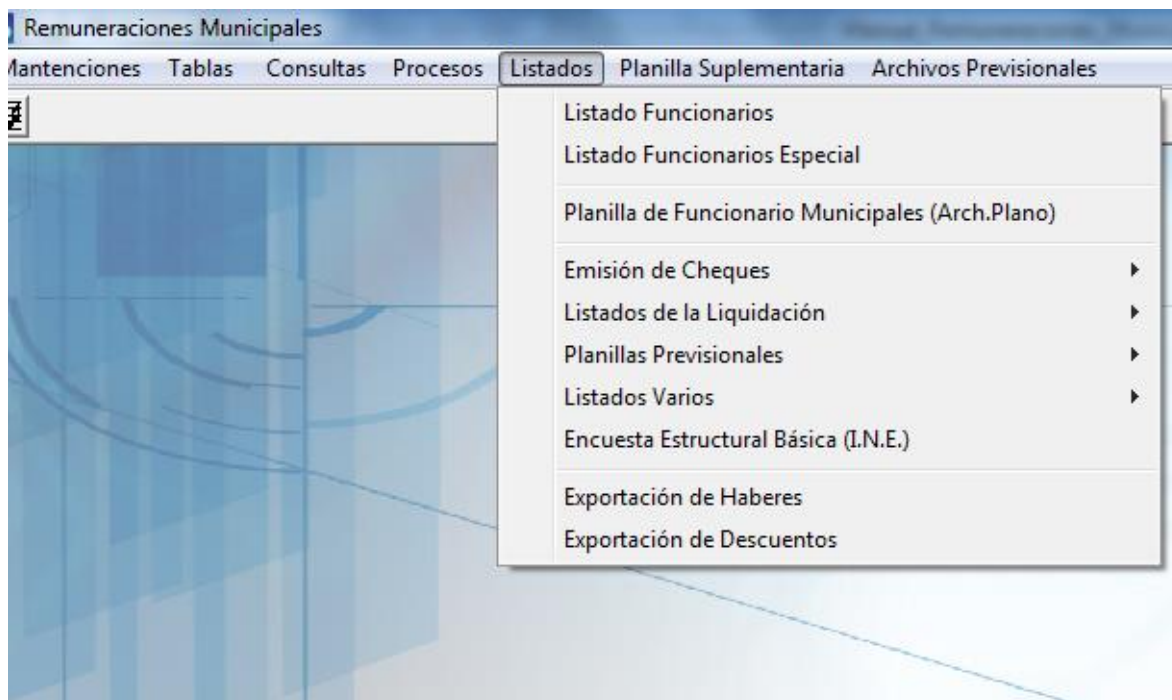 Remuneraciones Municipales
Mantenciones Tablas Consultas Procesos Listados Planilla Suplementaria Archivos Previsionales
Listado Funcionarios
Listado Funcionarios Especial
Planilla de Funcionario Municipales (Arch.Plano)
Emisión de Cheques
Listados de la Liquidación
Planillas Previsionales
Listados Varios
Encuesta Estructural Básica (I.N.E.)
Exportación de Haberes
Exportación de Descuentos